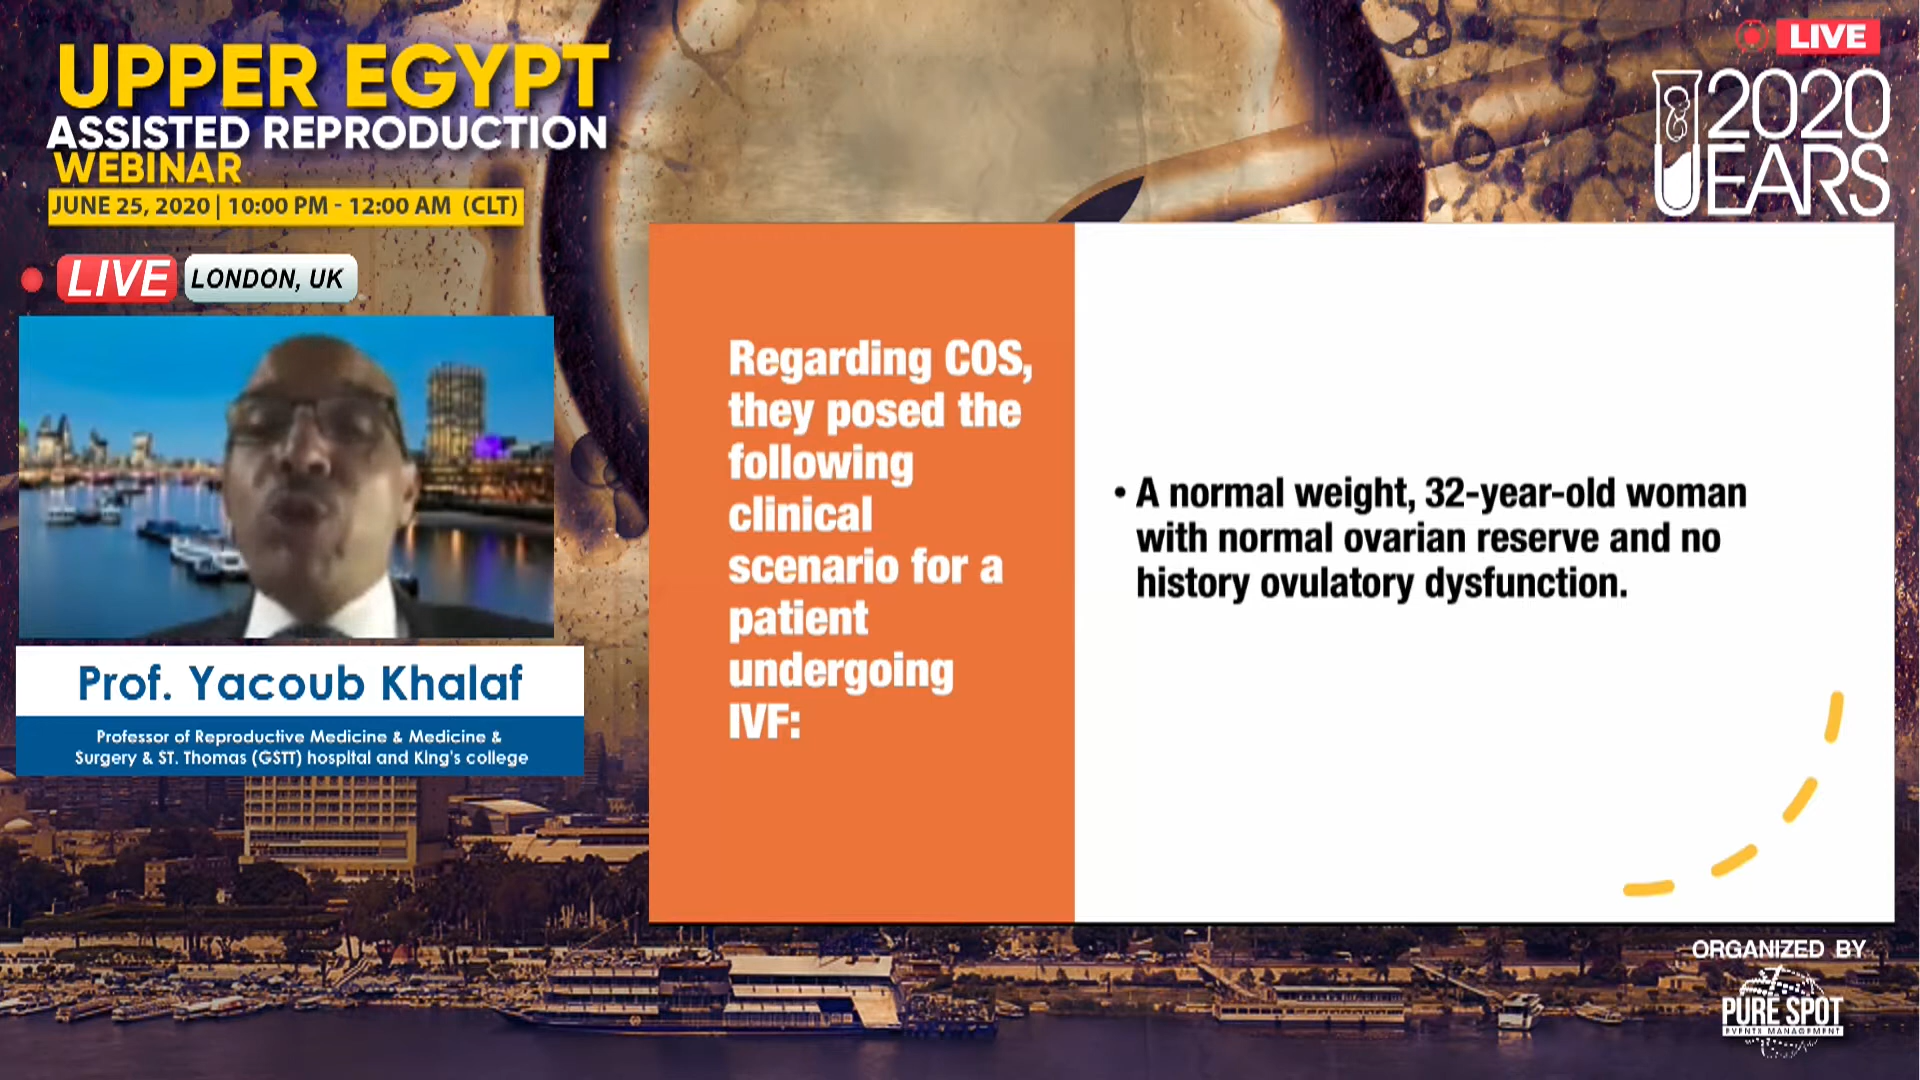 UPPER EGYPT
ASSISTED REPRODUCTION
WEBINAR
JUNE 25, 2020 | 10:00 PM - 12:00 AM (CLT)
LIVE
2020
UEARS
LIVE LONDON, UK
Prof. Yacoub Khalaf
Professor of Reproductive Medicine & Medicine &
Surgery & ST. Thomas (GSTT) hospital and King's college
Regarding COS,
they posed the
following
clinical
scenario for a
patient
undergoing
IVF:
• A normal weight, 32-year-old woman
with normal ovarian reserve and no
history ovulatory dysfunction.
ORGANIZED BY
PURE SPOT
EVENTS MANAGEMENT